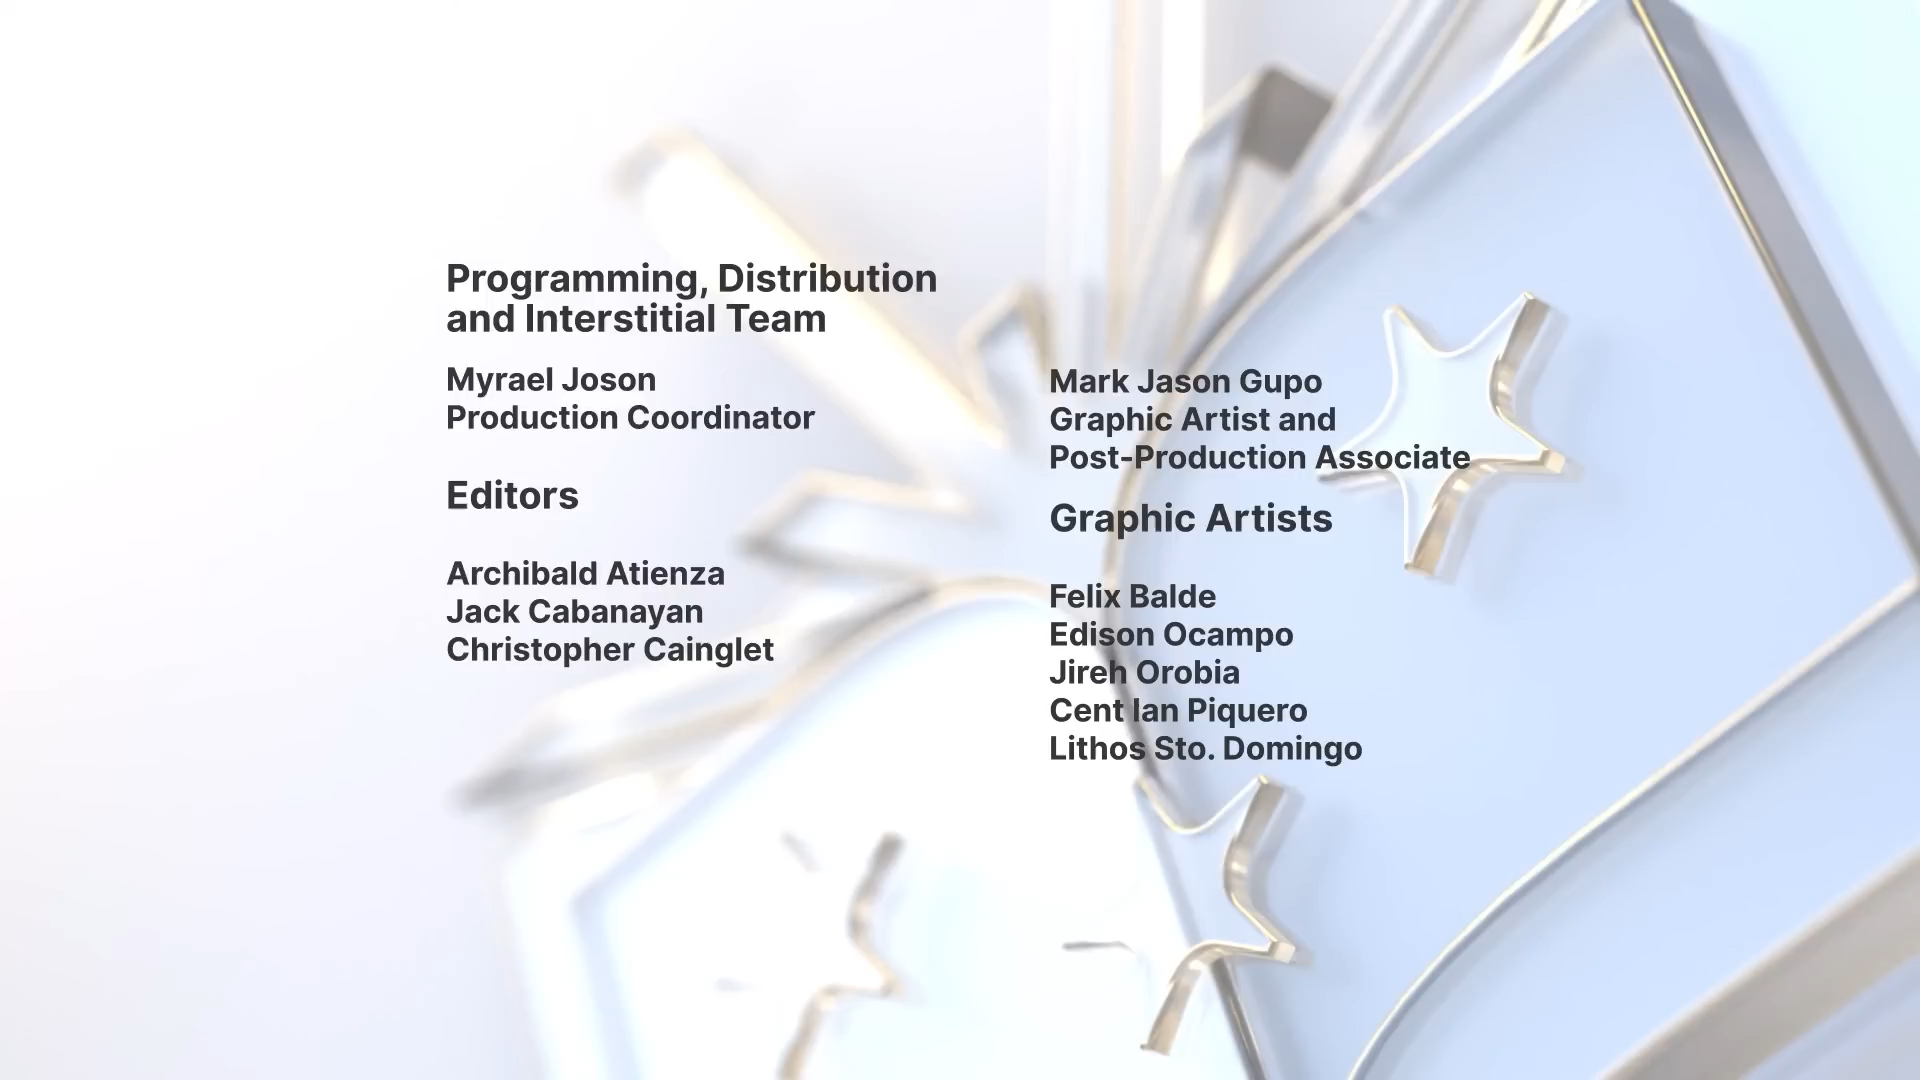 Programming, Distribution
and Interstitial Team
Myrael Joson
Production Coordinator
Editors
Archibald Atienza
Jack Cabanayan
Christopher Cainglet
Mark Jason Gupo
Graphic Artist and
Post-Production Associate
Graphic Artists
Felix Balde
Edison Ocampo
Jireh Orobia
Cent Ian Piquero
Lithos Sto. Domingo